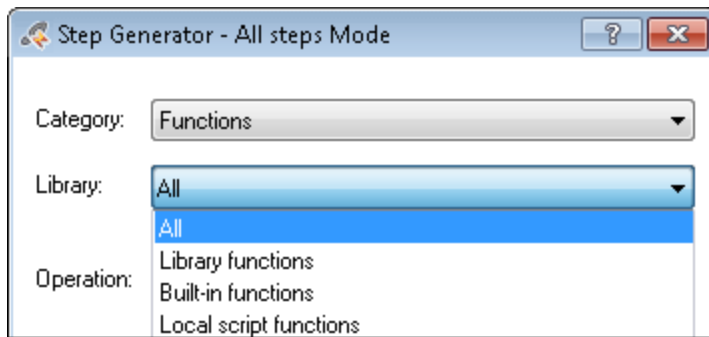 Step Generator - All steps Mode
?
Category: Functions
Library: All
All
Library functions
Operation:
Built-in functions
Local script functions